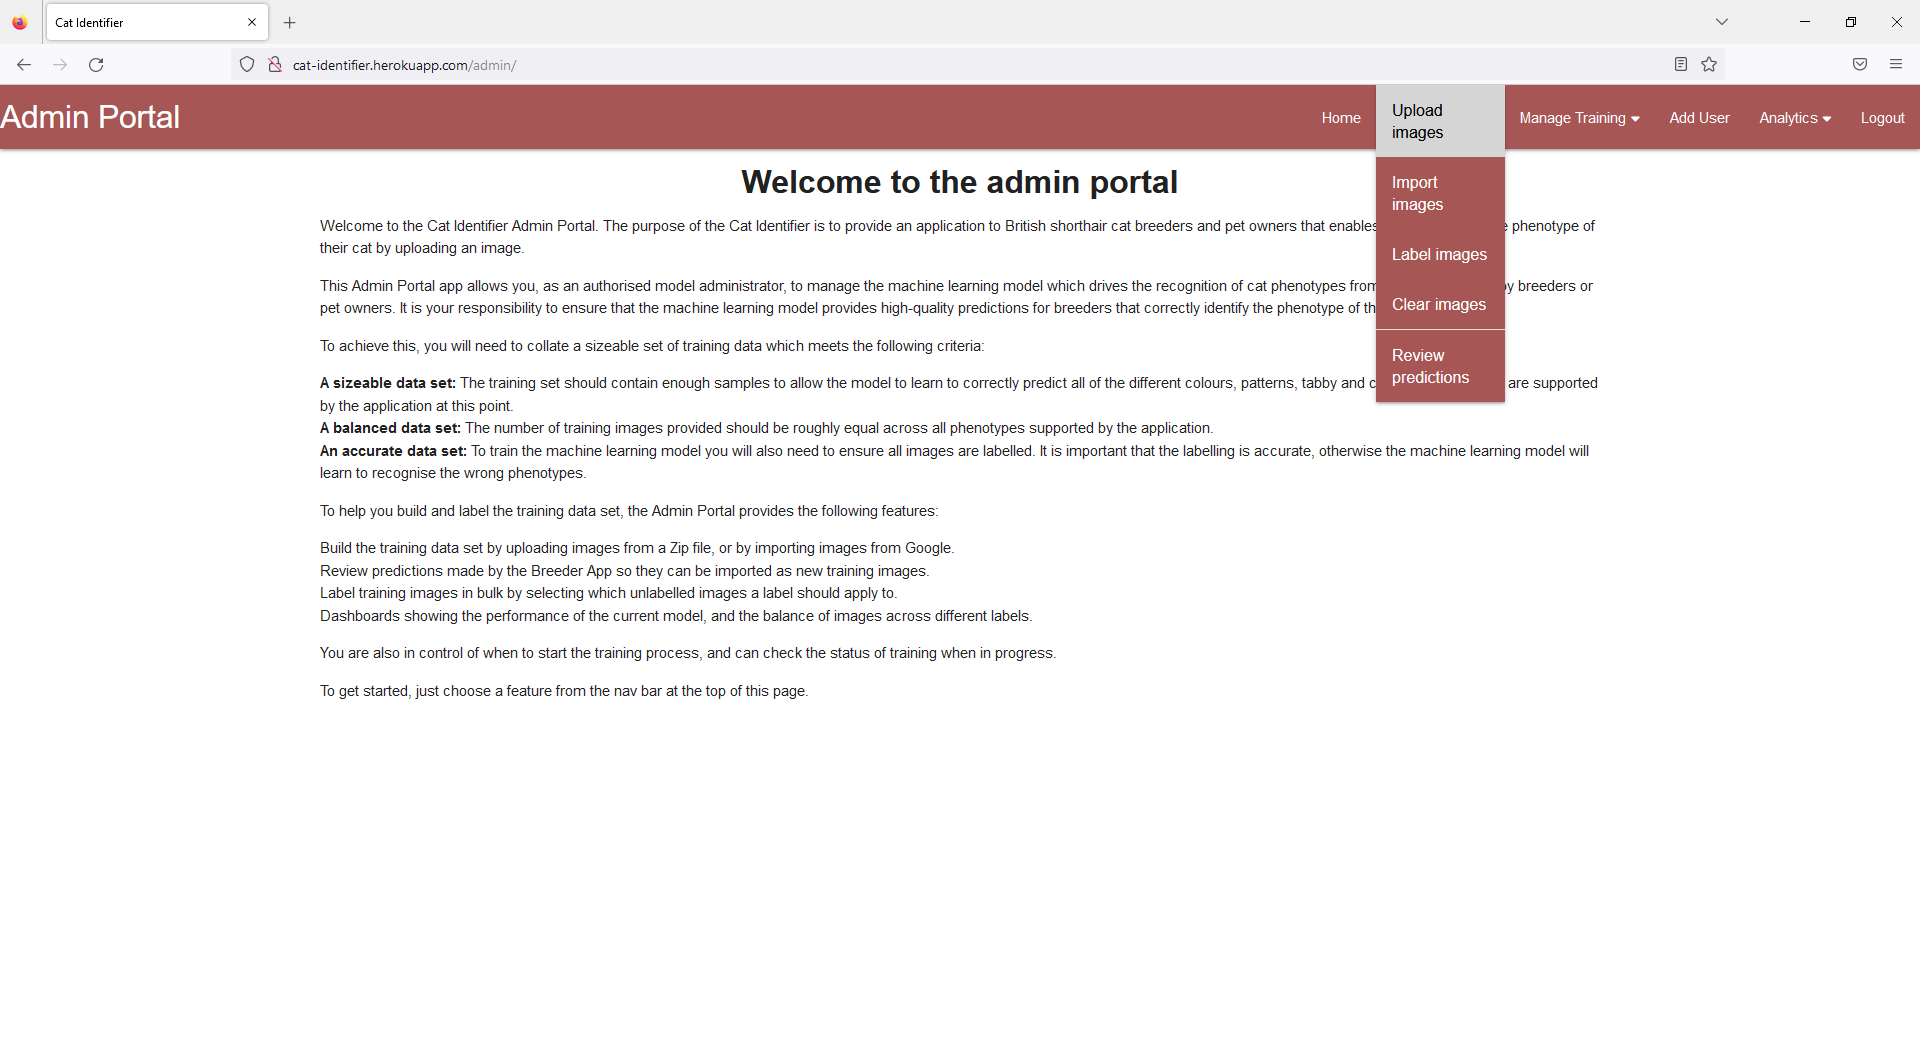 Cat Identifier
cat-identifier.herokuapp.com/admin/
Admin Portal
Home
Upload
images
Manage Training
Add User
Analytics
Logout
Import
images
Label images
Clear images
Review
predictions
Welcome to the admin portal
Welcome to the Cat Identifier Admin Portal. The purpose of the Cat Identifier is to provide an application to British shorthair cat breeders and pet owners that enables phenotype of
their cat by uploading an image.
This Admin Portal app allows you, as an authorised model administrator, to manage the machine learning model which drives the recognition of cat phenotypes from by breeders or
pet owners. It is your responsibility to ensure that the machine learning model provides high-quality predictions for breeders that correctly identify the phenotype of
To achieve this, you will need to collate a sizeable set of training data which meets the following criteria:
A sizeable data set: The training set should contain enough samples to allow the model to learn to correctly predict all of the different colours, patterns, tabby and are supported
by the application at this point.
A balanced data set: The number of training images provided should be roughly equal across all phenotypes supported by the application.
An accurate data set: To train the machine learning model you will also need to ensure all images are labelled. It is important that the labelling is accurate, otherwise the machine learning model will
learn to recognise the wrong phenotypes.
To help you build and label the training data set, the Admin Portal provides the following features:
Build the training data set by uploading images from a Zip file, or by importing images from Google.
Review predictions made by the Breeder App so they can be imported as new training images.
Label training images in bulk by selecting which unlabelled images a label should apply to.
Dashboards showing the performance of the current model, and the balance of images across different labels.
You are also in control of when to start the training process, and can check the status of training when in progress.
To get started, just choose a feature from the nav bar at the top of this page.